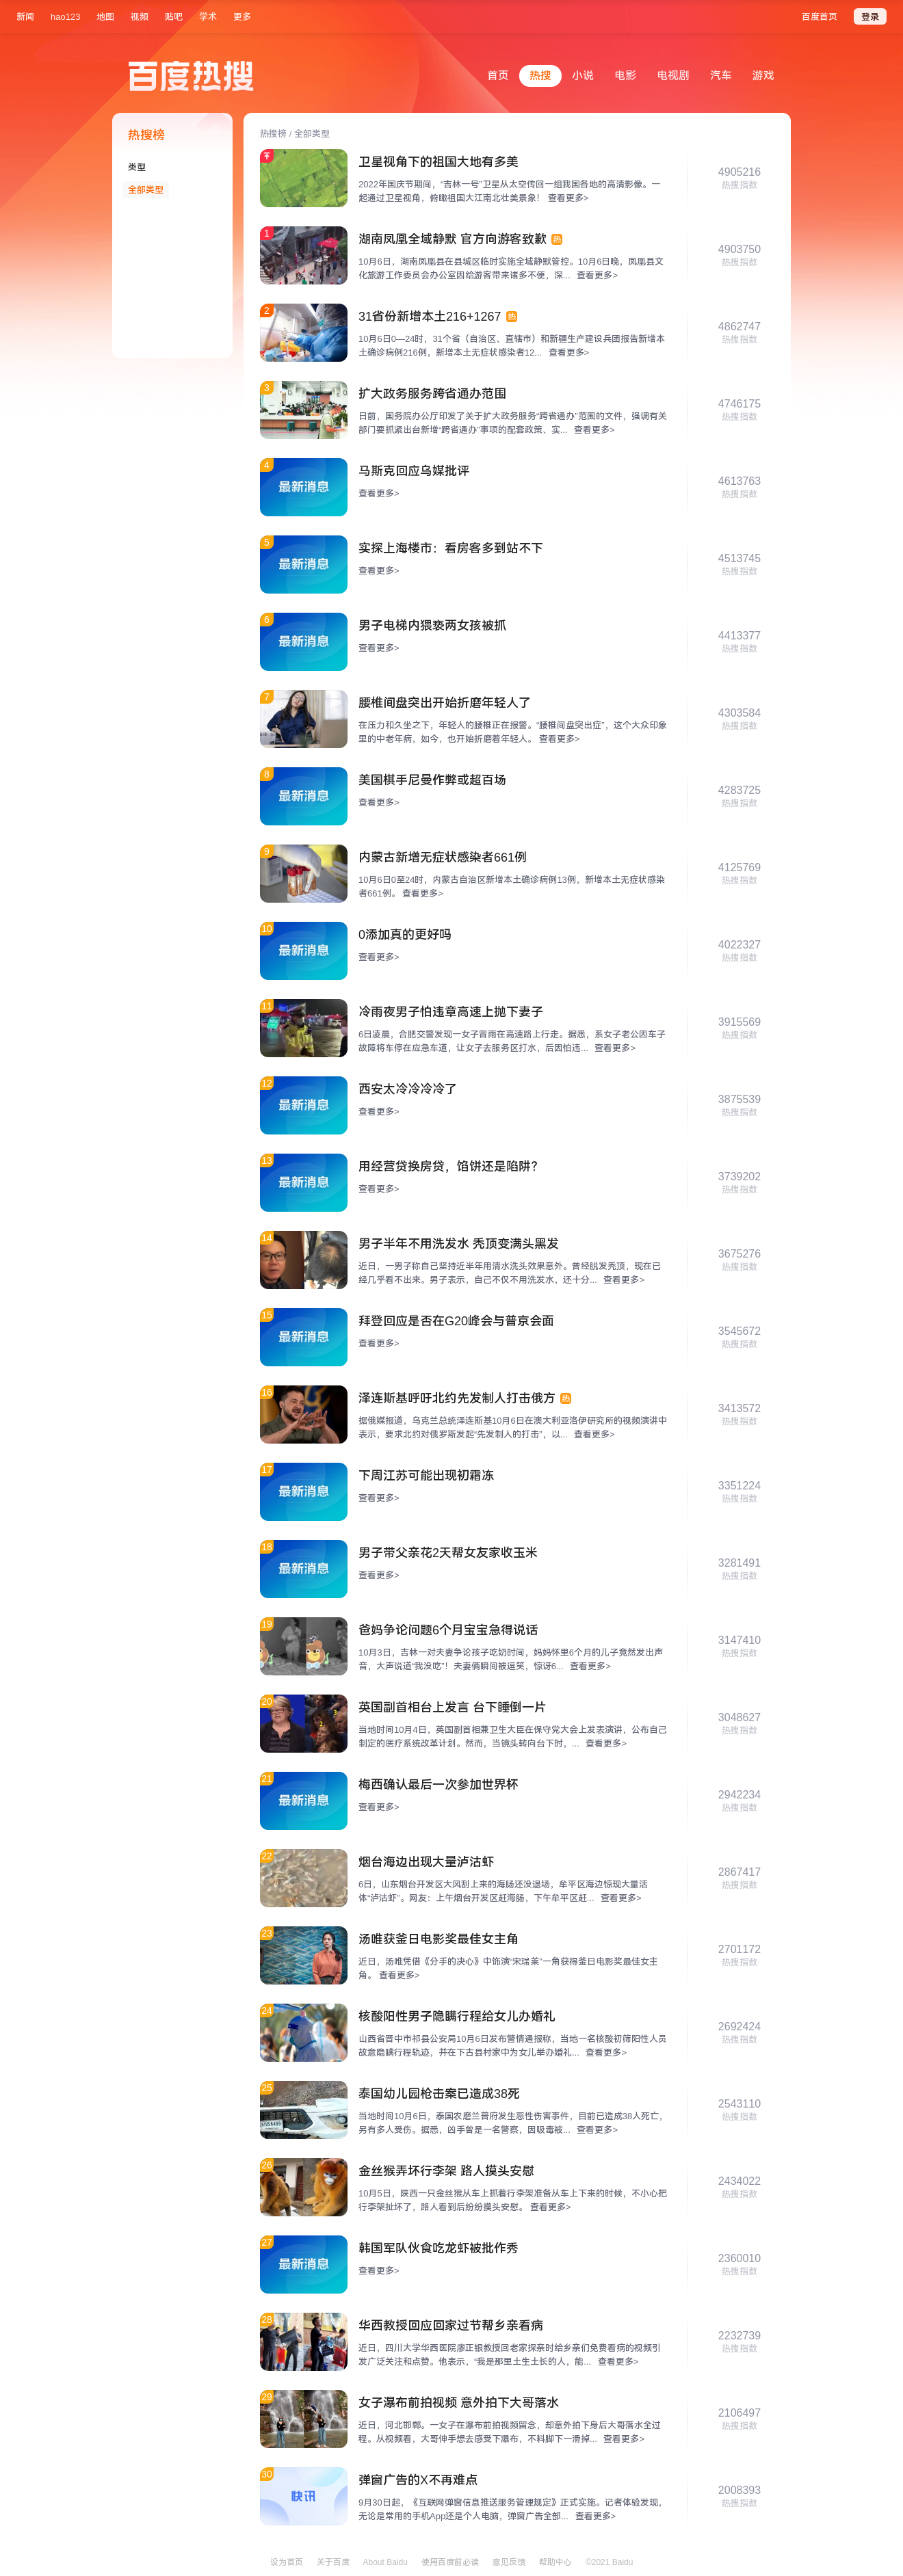 新闻 hao123 地图 视频 贴吧 学术 更多 百度首页 登录
百度热搜
首页 热搜 小说 电影 电视剧 汽车 游戏
热搜榜
类型
全部类型
热搜榜 / 全部类型
卫星视角下的祖国大地有多美
2022年国庆节期间，“吉林一号”卫星从太空传回一组我国各地的高清影像。一
起通过卫星视角，俯瞰祖国大江南北壮美景象！ 查看更多>
4905216
热搜指数
1
湖南凤凰全域静默 官方向游客致歉 热
10月6日，湖南凤凰县在县城区临时实施全域静默管控。10月6日晚，凤凰县文
化旅游工作委员会办公室因给游客带来诸多不便，深... 查看更多>
4903750
热搜指数
2
31省份新增本土216+1267 热
10月6日0—24时，31个省（自治区、直辖市）和新疆生产建设兵团报告新增本
土确诊病例216例，新增本土无症状感染者12... 查看更多>
4862747
热搜指数
3
扩大政务服务跨省通办范围
日前，国务院办公厅印发了关于扩大政务服务“跨省通办”范围的文件，强调有关
部门要抓紧出台新增“跨省通办”事项的配套政策、实... 查看更多>
4746175
热搜指数
4
最新消息
马斯克回应乌媒批评
查看更多>
4613763
热搜指数
5
最新消息
实探上海楼市：看房客多到站不下
查看更多>
4513745
热搜指数
6
最新消息
男子电梯内猥亵两女孩被抓
查看更多>
4413377
热搜指数
7
腰椎间盘突出开始折磨年轻人了
在压力和久坐之下，年轻人的腰椎正在报警。“腰椎间盘突出症”，这个大众印象
里的中老年病，如今，也开始折磨着年轻人。 查看更多>
4303584
热搜指数
8
最新消息
美国棋手尼曼作弊或超百场
查看更多>
4283725
热搜指数
9
内蒙古新增无症状感染者661例
10月6日0至24时，内蒙古自治区新增本土确诊病例13例，新增本土无症状感染
者661例。 查看更多>
4125769
热搜指数
10
最新消息
0添加真的更好吗
查看更多>
4022327
热搜指数
11
冷雨夜男子怕违章高速上抛下妻子
6日凌晨，合肥交警发现一女子冒雨在高速路上行走。据悉，系女子老公因车子
故障将车停在应急车道，让女子去服务区打水，后因怕违... 查看更多>
3915569
热搜指数
12
最新消息
西安太冷冷冷冷了
查看更多>
3875539
热搜指数
13
最新消息
用经营贷换房贷，馅饼还是陷阱？
查看更多>
3739202
热搜指数
14
男子半年不用洗发水 秃顶变满头黑发
近日，一男子称自己坚持近半年用清水洗头效果意外。曾经脱发秃顶，现在已
经几乎看不出来。男子表示，自己不仅不用洗发水，还十分... 查看更多>
3675276
热搜指数
15
最新消息
拜登回应是否在G20峰会与普京会面
查看更多>
3545672
热搜指数
16
泽连斯基呼吁北约先发制人打击俄方 热
据俄媒报道，乌克兰总统泽连斯基10月6日在澳大利亚洛伊研究所的视频演讲中
表示，要求北约对俄罗斯发起“先发制人的打击”，以... 查看更多>
3413572
热搜指数
17
最新消息
下周江苏可能出现初霜冻
查看更多>
3351224
热搜指数
18
最新消息
男子带父亲花2天帮女友家收玉米
查看更多>
3281491
热搜指数
19
爸妈争论问题6个月宝宝急得说话
10月3日，吉林一对夫妻争论孩子吃奶时间，妈妈怀里6个月的儿子竟然发出声
音，大声说道“我没吃”！夫妻俩瞬间被逗笑，惊讶6... 查看更多>
3147410
热搜指数
20
英国副首相台上发言 台下睡倒一片
当地时间10月4日，英国副首相兼卫生大臣在保守党大会上发表演讲，公布自己
制定的医疗系统改革计划。然而，当镜头转向台下时，... 查看更多>
3048627
热搜指数
21
最新消息
梅西确认最后一次参加世界杯
查看更多>
2942234
热搜指数
22
烟台海边出现大量泸沽虾
6日，山东烟台开发区大风刮上来的海肠还没退场，牟平区海边惊现大量活
体“泸沽虾”。网友：上午烟台开发区赶海肠，下午牟平区赶... 查看更多>
2867417
热搜指数
23
汤唯获釜日电影奖最佳女主角
近日，汤唯凭借《分手的决心》中饰演“宋瑞莱”一角获得釜日电影奖最佳女主
角。 查看更多>
2701172
热搜指数
24
核酸阳性男子隐瞒行程给女儿办婚礼
山西省晋中市祁县公安局10月6日发布警情通报称，当地一名核酸初筛阳性人员
故意隐瞒行程轨迹，并在下古县村家中为女儿举办婚礼... 查看更多>
2692424
热搜指数
25
泰国幼儿园枪击案已造成38死
当地时间10月6日，泰国农磨兰普府发生恶性伤害事件，目前已造成38人死亡，
另有多人受伤。据悉，凶手曾是一名警察，因吸毒被... 查看更多>
2543110
热搜指数
26
金丝猴弄坏行李架 路人摸头安慰
10月5日，陕西一只金丝猴从车上抓着行李架准备从车上下来的时候，不小心把
行李架扯坏了，路人看到后纷纷摸头安慰。 查看更多>
2434022
热搜指数
27
最新消息
韩国军队伙食吃龙虾被批作秀
查看更多>
2360010
热搜指数
28
华西教授回应回家过节帮乡亲看病
近日，四川大学华西医院廖正银教授回老家探亲时给乡亲们免费看病的视频引
发广泛关注和点赞。他表示，“我是那里土生土长的人，能... 查看更多>
2232739
热搜指数
29
女子瀑布前拍视频 意外拍下大哥落水
近日，河北邯郸。一女子在瀑布前拍视频留念，却意外拍下身后大哥落水全过
程。从视频看，大哥伸手想去感受下瀑布，不料脚下一滑掉... 查看更多>
2106497
热搜指数
30
快讯
弹窗广告的X不再难点
9月30日起，《互联网弹窗信息推送服务管理规定》正式实施。记者体验发现，
无论是常用的手机App还是个人电脑，弹窗广告全部... 查看更多>
2008393
热搜指数
设为首页 关于百度 About Baidu 使用百度前必读 意见反馈 帮助中心 ©2021 Baidu